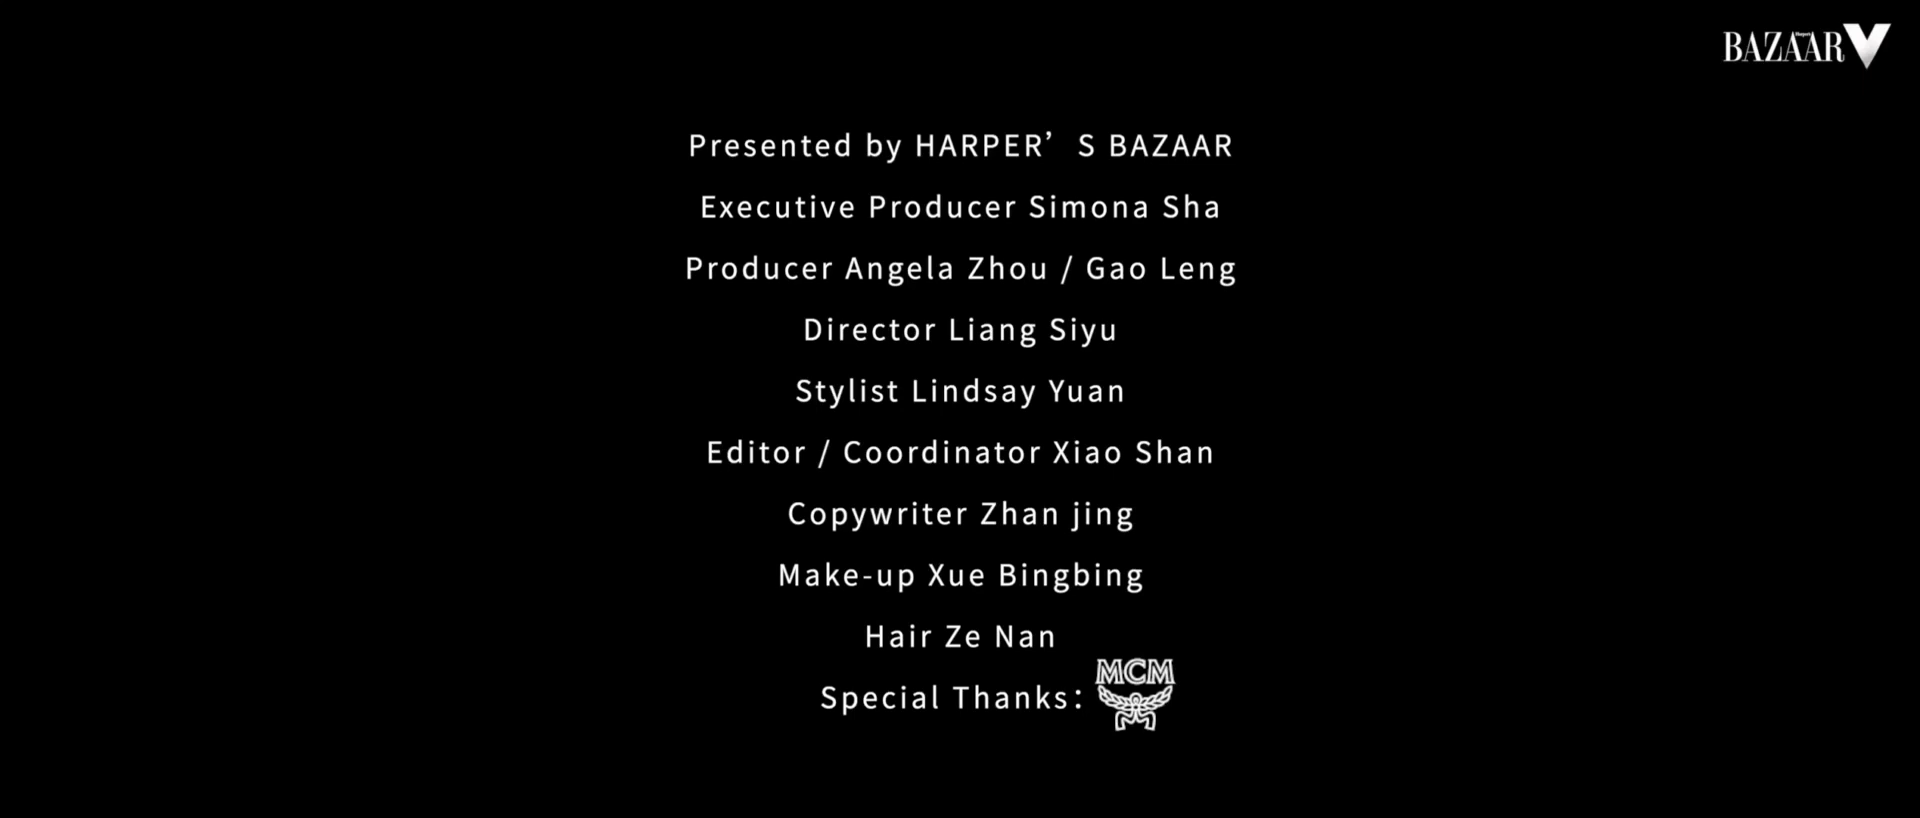 BAZAAR V
Presented by HARPER’S BAZAAR
Executive Producer Simona Sha
Producer Angela Zhou / Gao Leng
Director Liang Siyu
Stylist Lindsay Yuan
Editor / Coordinator Xiao Shan
Copywriter Zhan jing
Make-up Xue Bingbing
Hair Ze Nan
Special Thanks: MCM